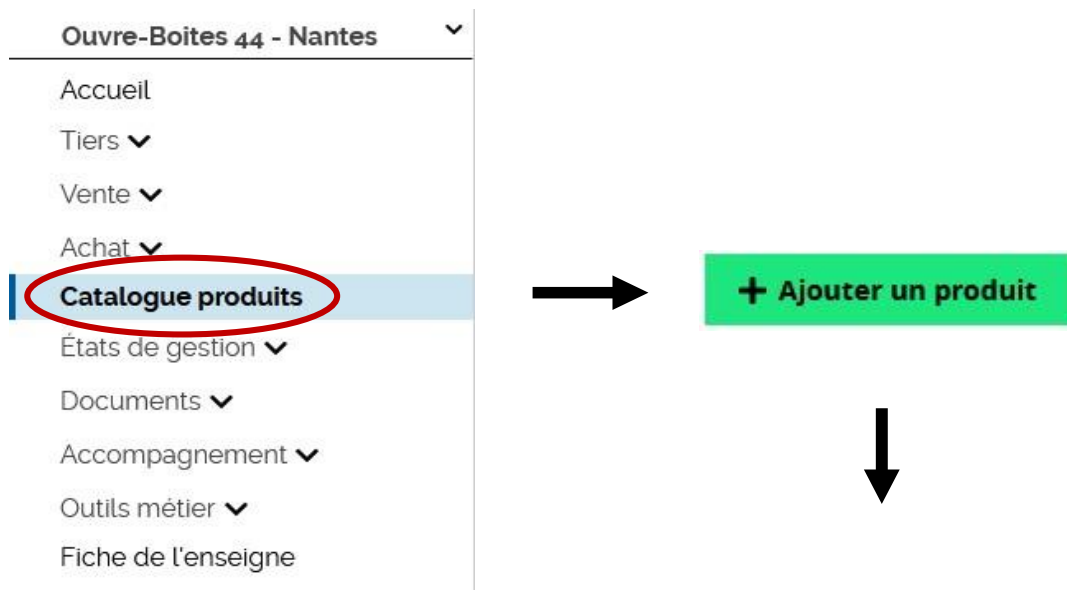 Ouvre-Boites 44 - Nantes
Accueil
Tiers
Vente
Achat
Catalogue produits
+ Ajouter un produit
États de gestion
Documents
Accompagnement
Outils métier
Fiche de l'enseigne